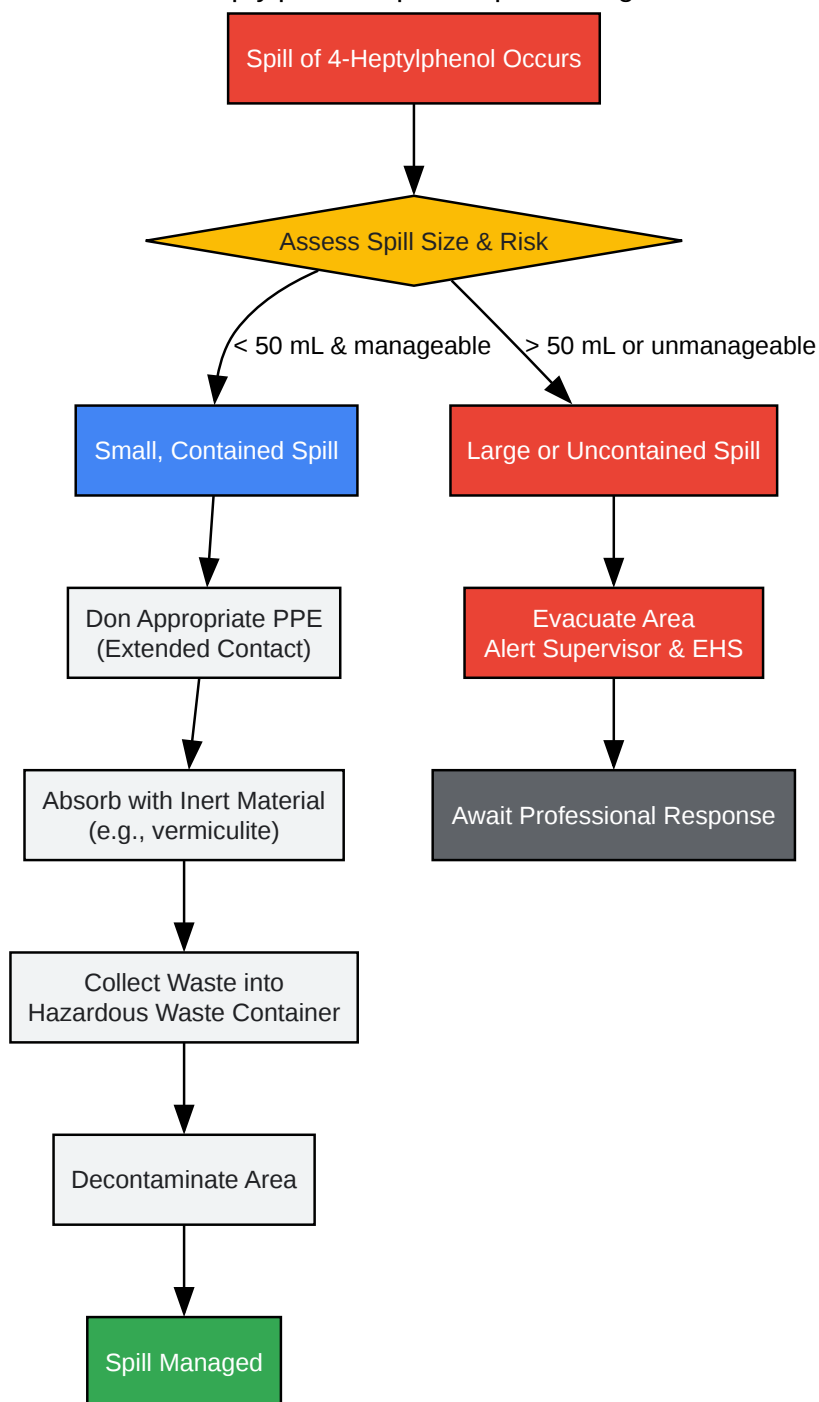 Spill of 4-Heptylphenol Occurs
Assess Spill Size & Risk
< 50 mL & manageable
> 50 mL or unmanageable
Small, Contained Spill
Large or Uncontained Spill
Don Appropriate PPE
(Extended Contact)
Evacuate Area
Alert Supervisor & EHS
Absorb with Inert Material
(e.g., vermiculite)
Await Professional Response
Collect Waste into
Hazardous Waste Container
Decontaminate Area
Spill Managed